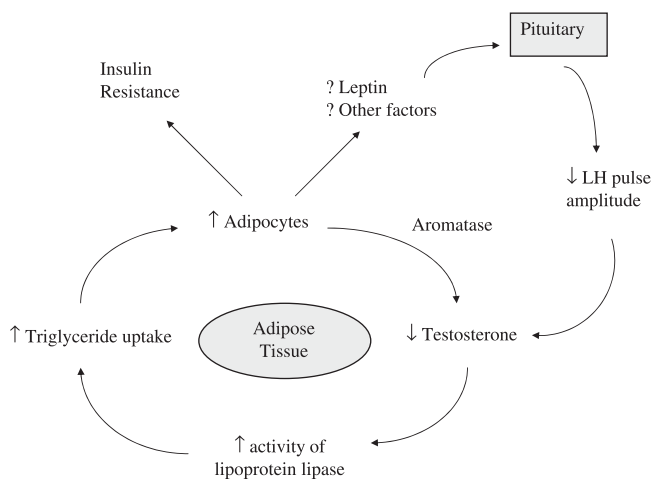 Pituitary
Insulin
Resistance
? Leptin
? Other factors
↓ LH pulse
amplitude
↑ Adipocytes
Aromatase
↑ Triglyceride uptake
Adipose
Tissue
↓ Testosterone
↑ activity of
lipoprotein lipase